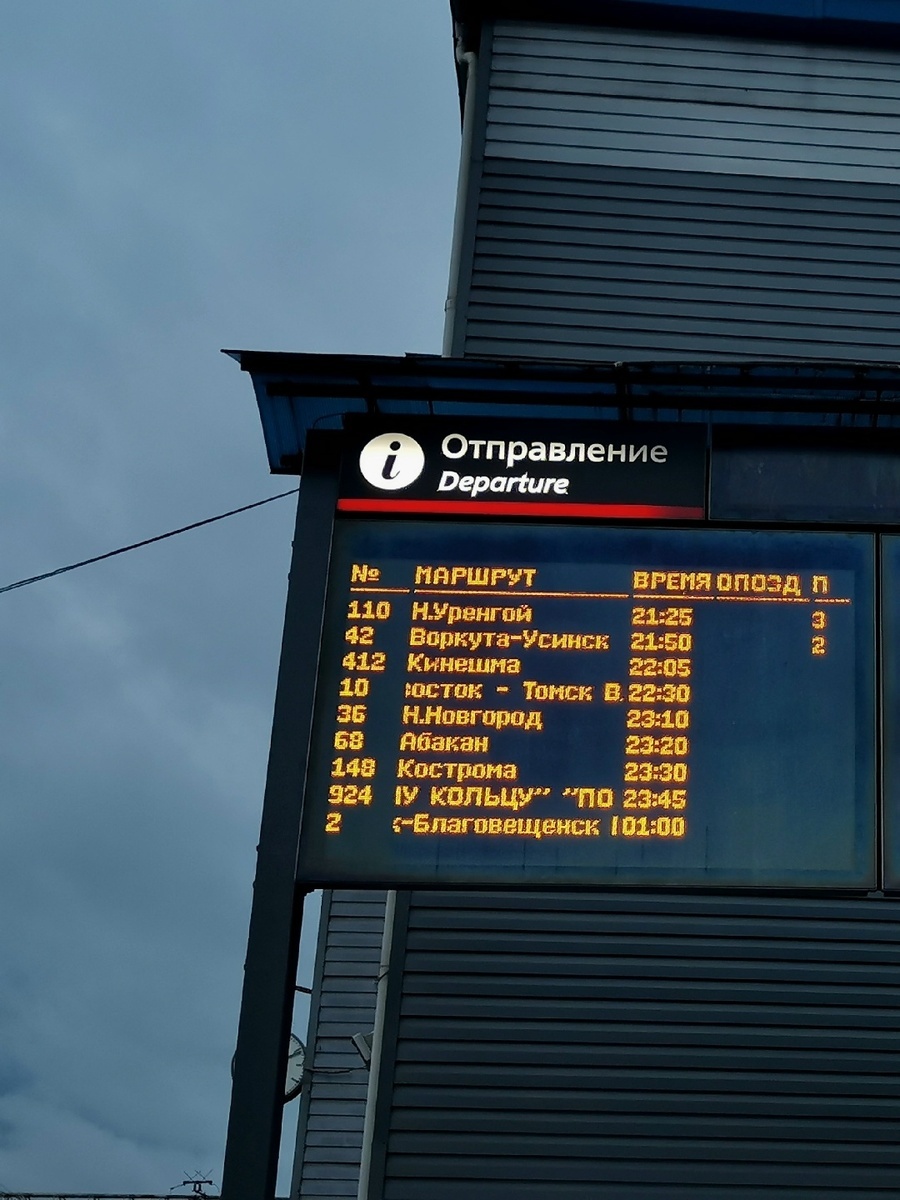 i Отправление
Departure
№ МАРШРУТ ВРЕМЯ ОПОЗД П
110 Н.Уренгой 21:25 3
42 Воркута-Усинск 21:50 2
412 Кинешма 22:05
10 осток - Томск В 22:30
36 Н.Новгород 23:10
68 Абакан 23:20
148 Кострома 23:30
924 У КОЛЬЦУ" "ПО 23:45
2 -Благовещенск 01:00